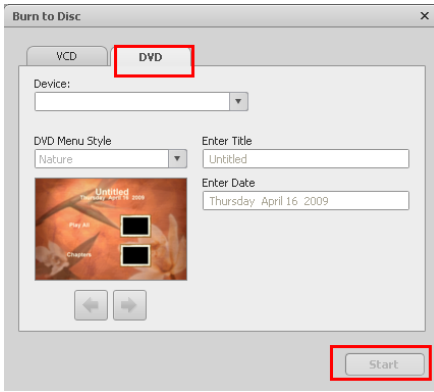 Burn to Disc
VCD DVD
Device:
DVD Menu Style Enter Title
Nature Untitled
Enter Date
Thursday April 16 2009
Untitled
Thursday April 16 2009
Play All
Chapters
Start